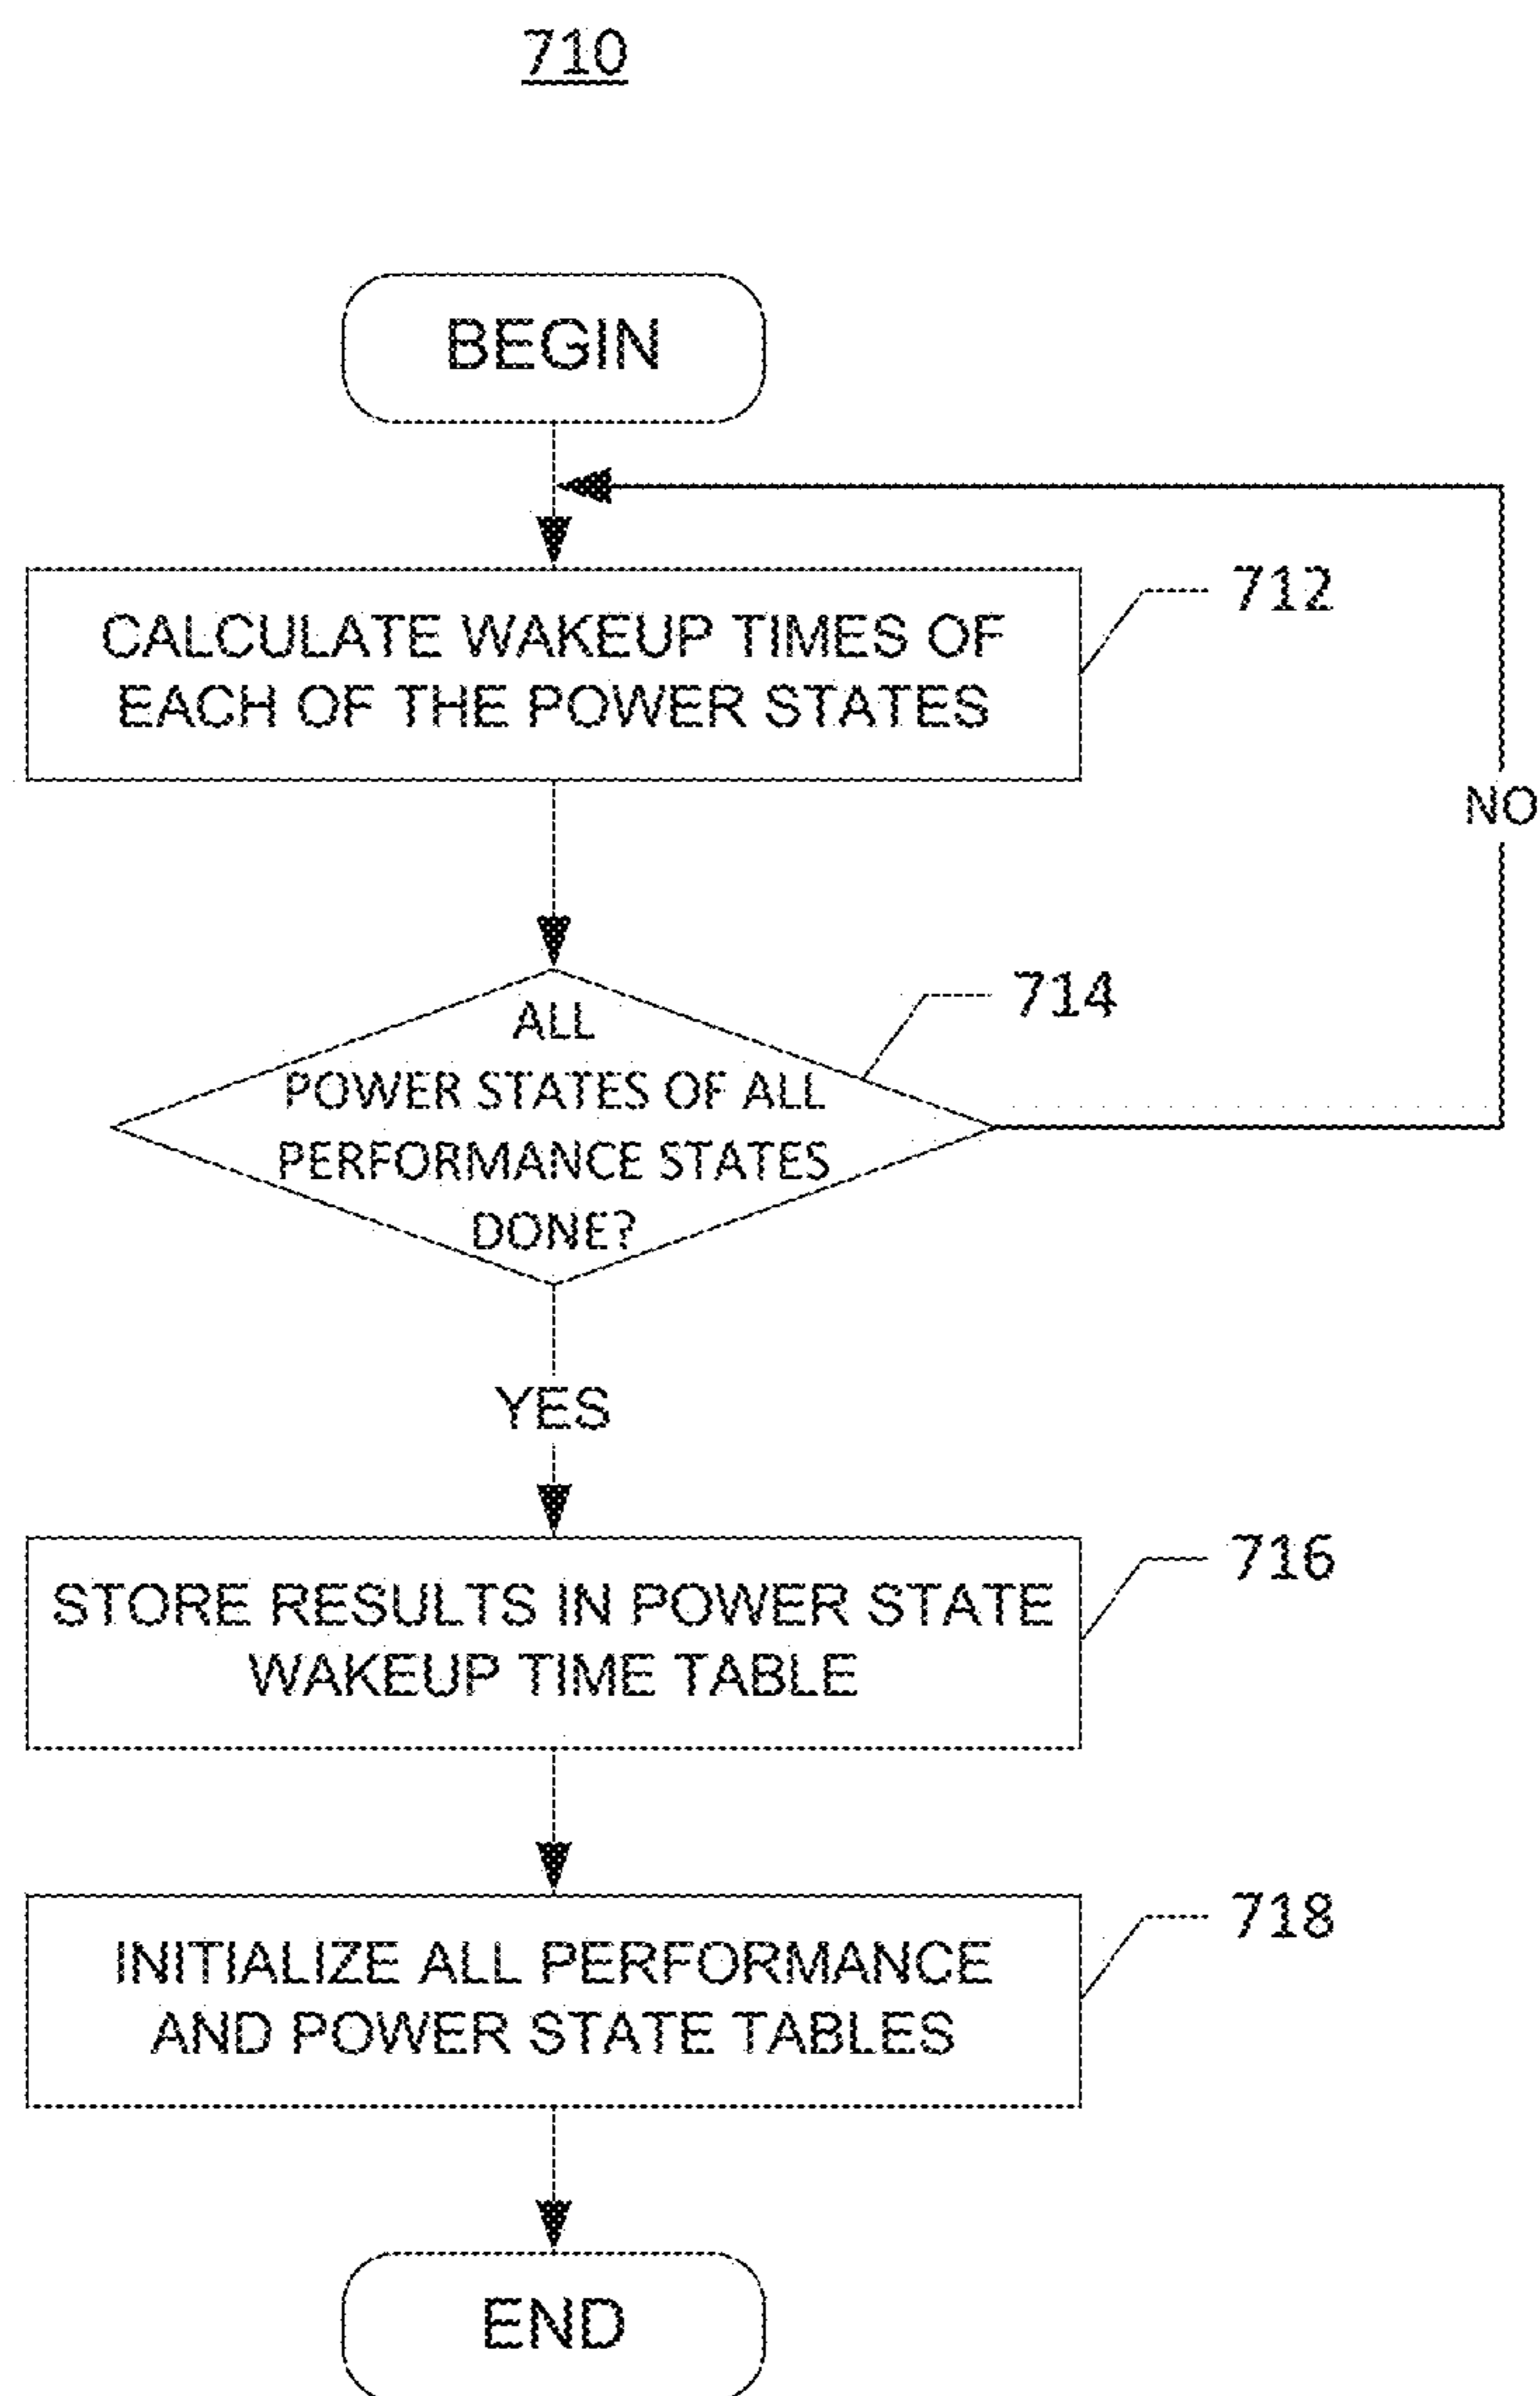 710
BEGIN
CALCULATE WAKEUP TIMES OF
EACH OF THE POWER STATES
712
NO
ALL
POWER STATES OF ALL
PERFORMANCE STATES
DONE?
714
YES
STORE RESULTS IN POWER STATE
WAKEUP TIME TABLE
716
INITIALIZE ALL PERFORMANCE
AND POWER STATE TABLES
718
END